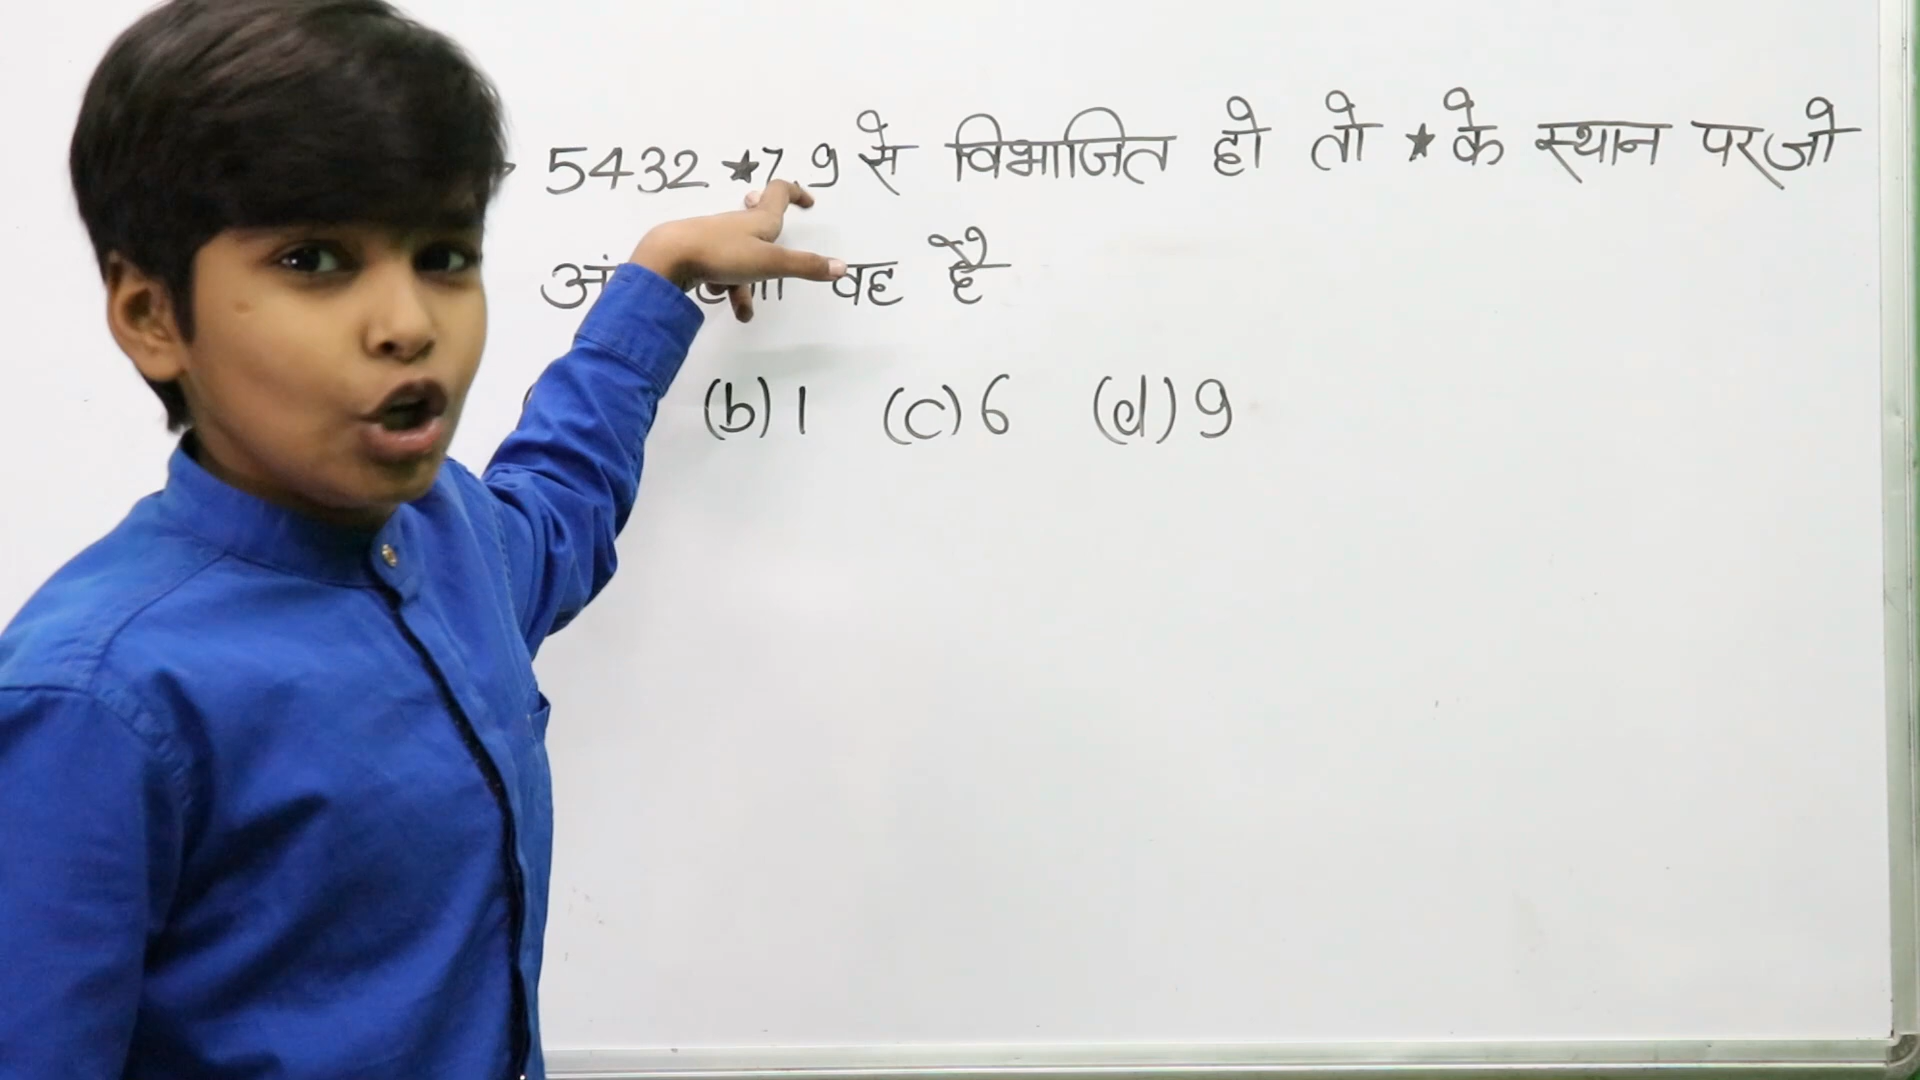 5432★7, 9 से विभाजित हो तो ★ के स्थान पर जो
वह है
(b) 1 (c) 6 (d) 9